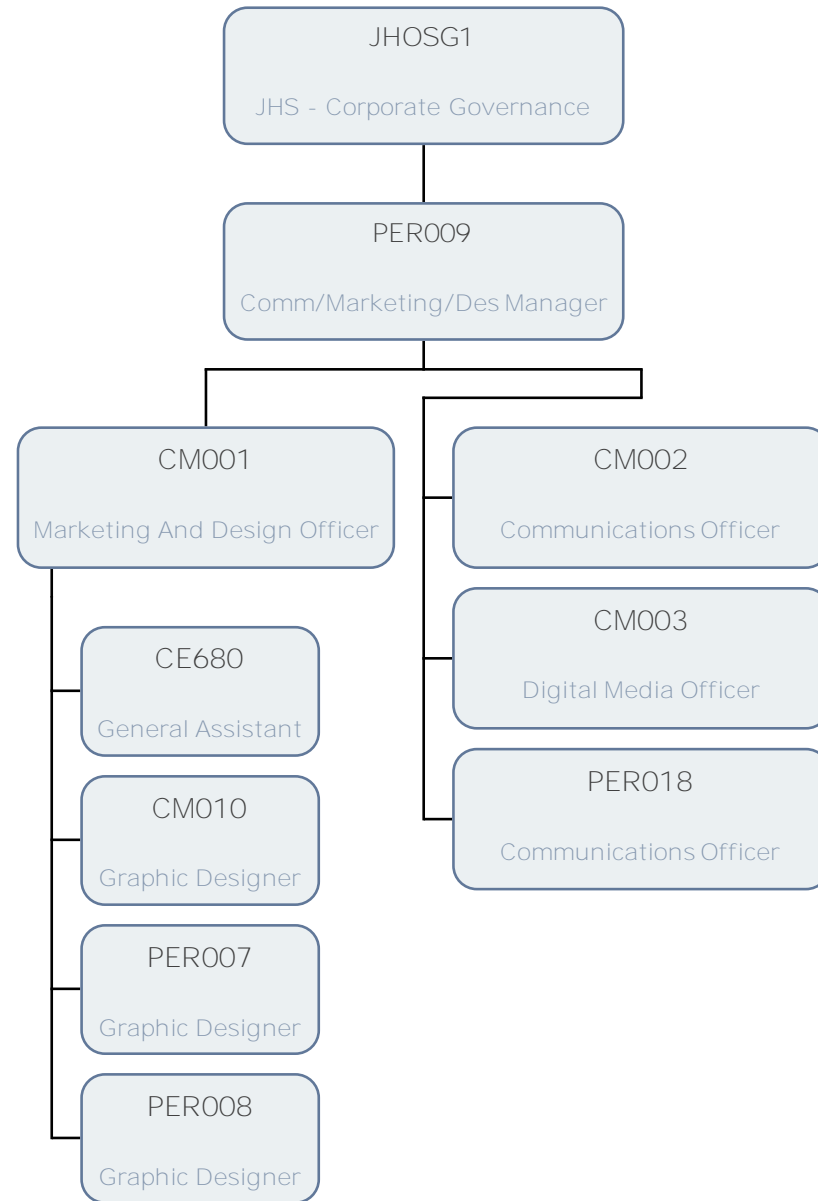 JHOSG1
JHS - Corporate Governance
PER009
Comm/Marketing/Des Manager
CM001
Marketing And Design Officer
CE680
General Assistant
CM010
Graphic Designer
PER007
Graphic Designer
PER008
Graphic Designer
CM002
Communications Officer
CM003
Digital Media Officer
PER018
Communications Officer